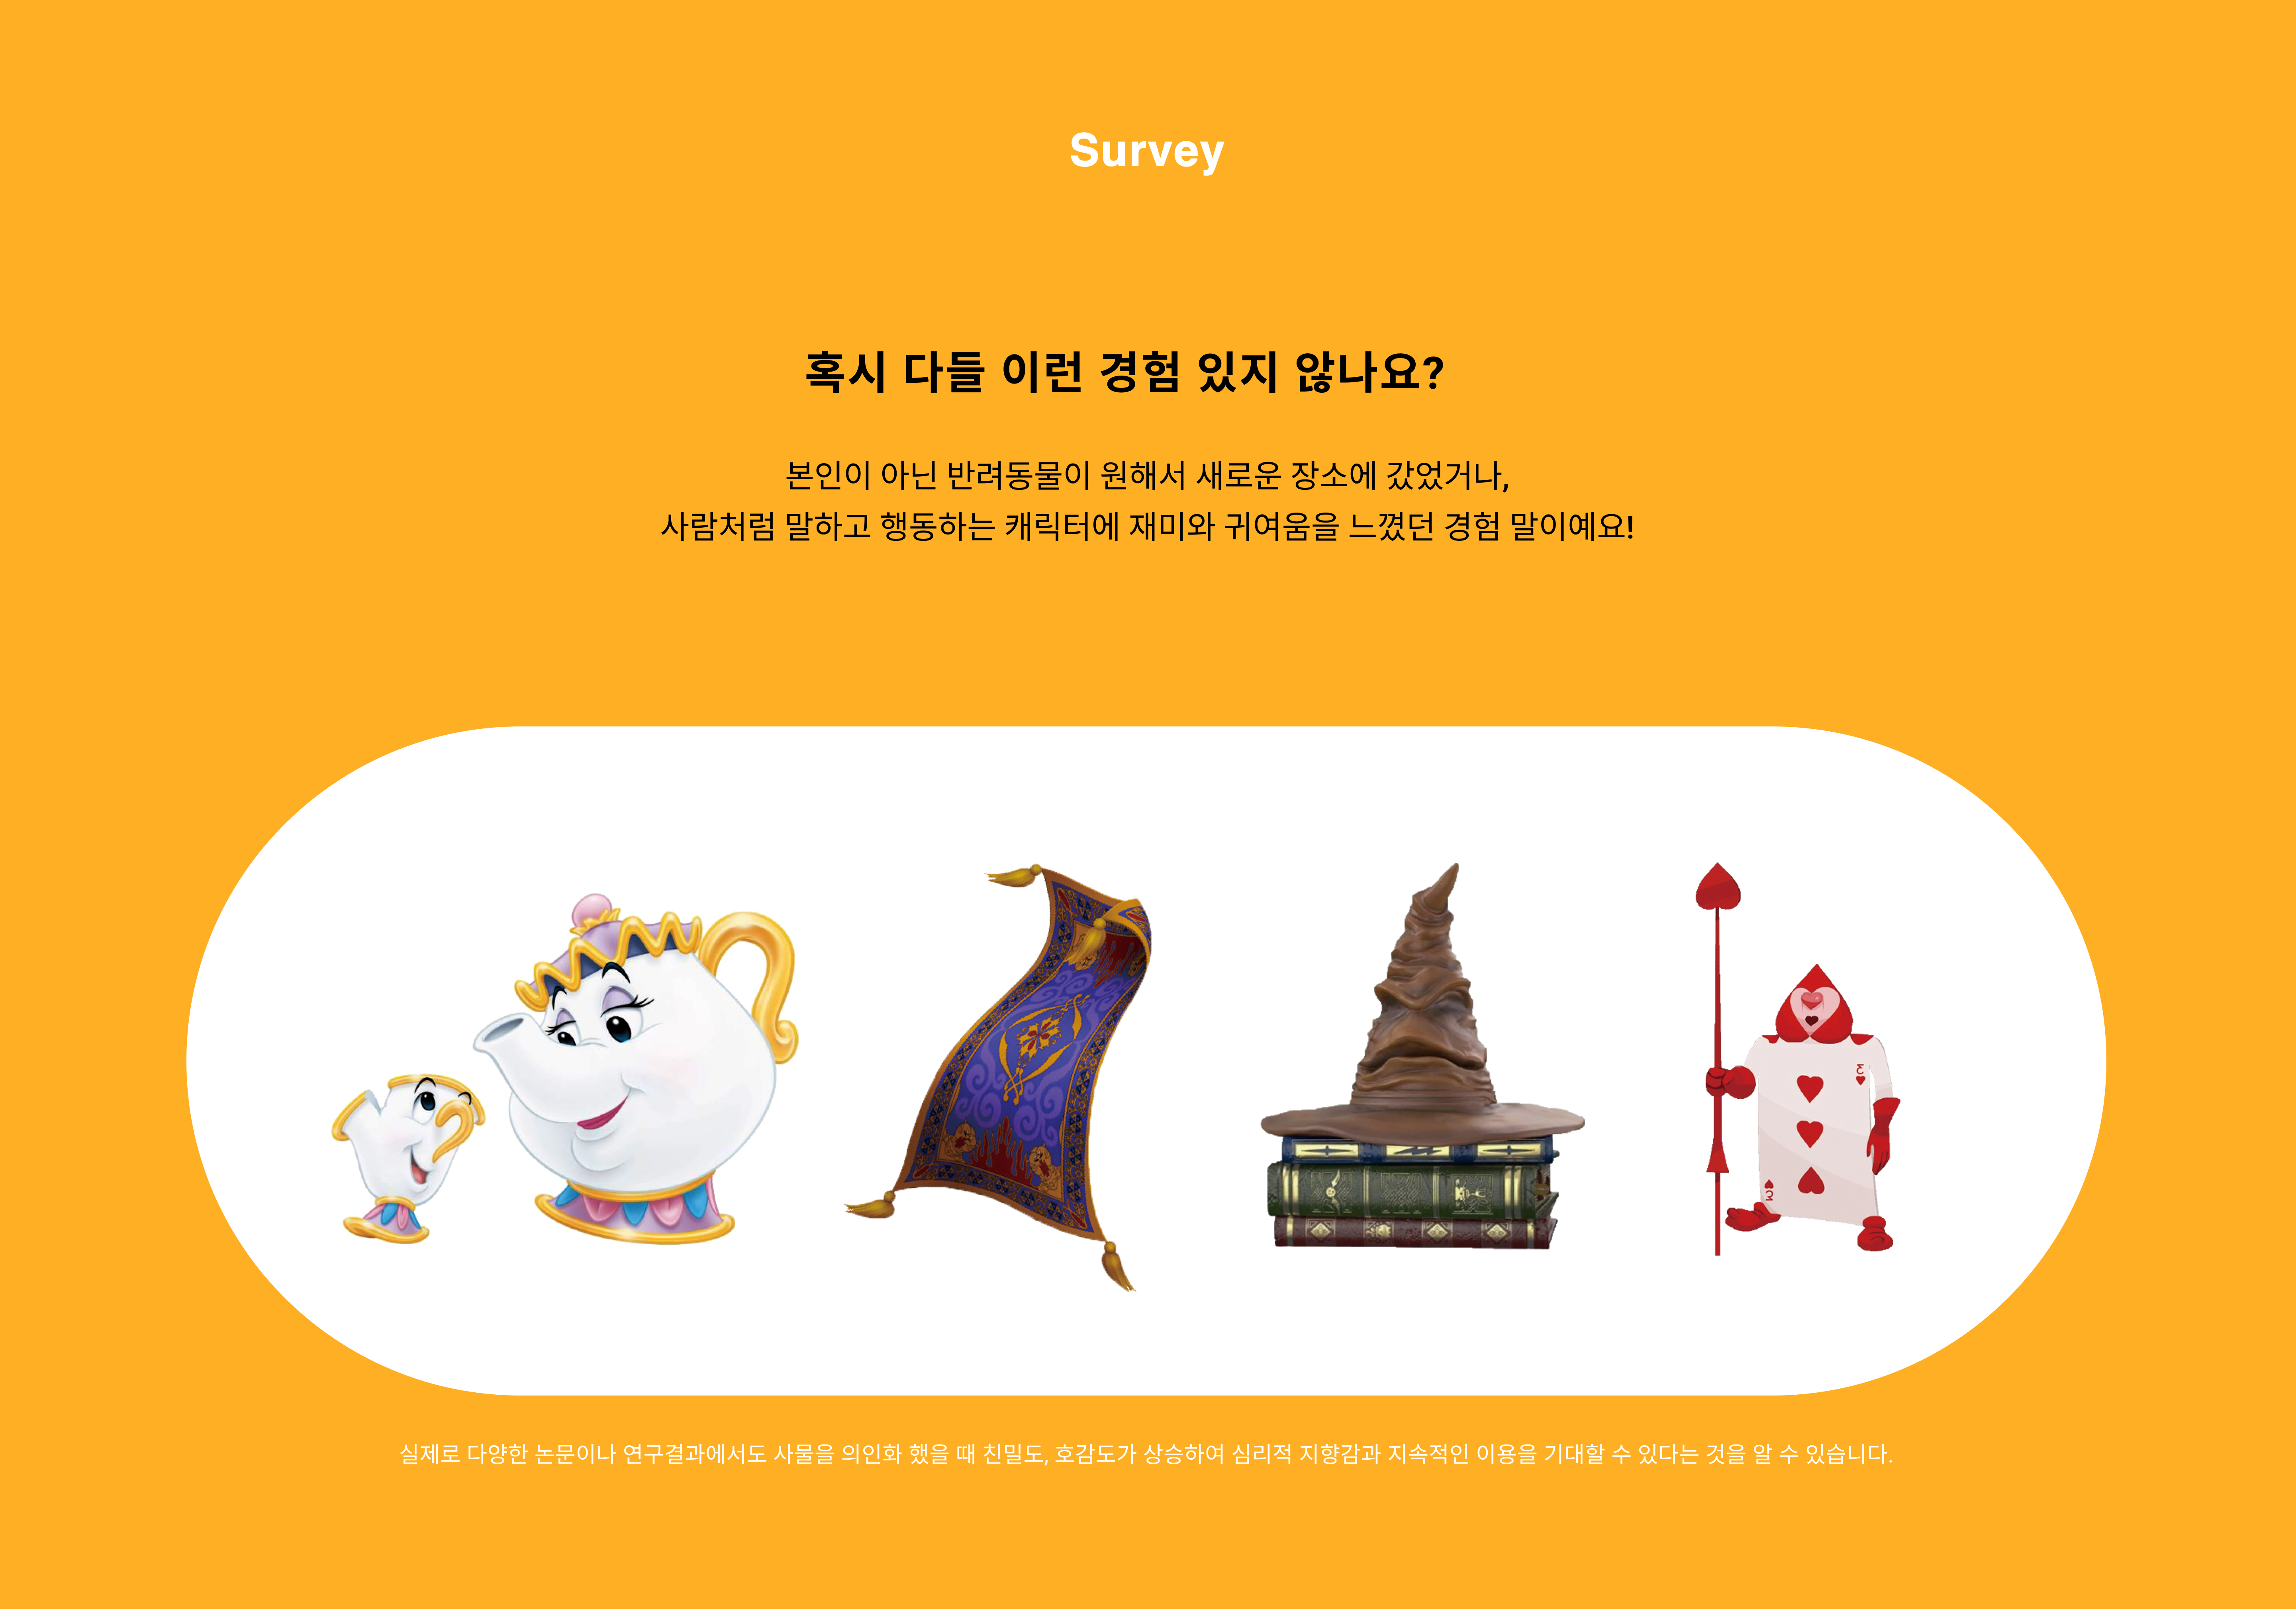 Survey
혹시 다들 이런 경험 있지 않나요?
본인이 아닌 반려동물이 원해서 새로운 장소에 갔었거나,
사람처럼 말하고 행동하는 캐릭터에 재미와 귀여움을 느꼈던 경험 말이예요!
3
3
실제로 다양한 논문이나 연구결과에서도 사물을 의인화 했을 때 친밀도, 호감도가 상승하여 심리적 지향감과 지속적인 이용을 기대할 수 있다는 것을 알 수 있습니다.